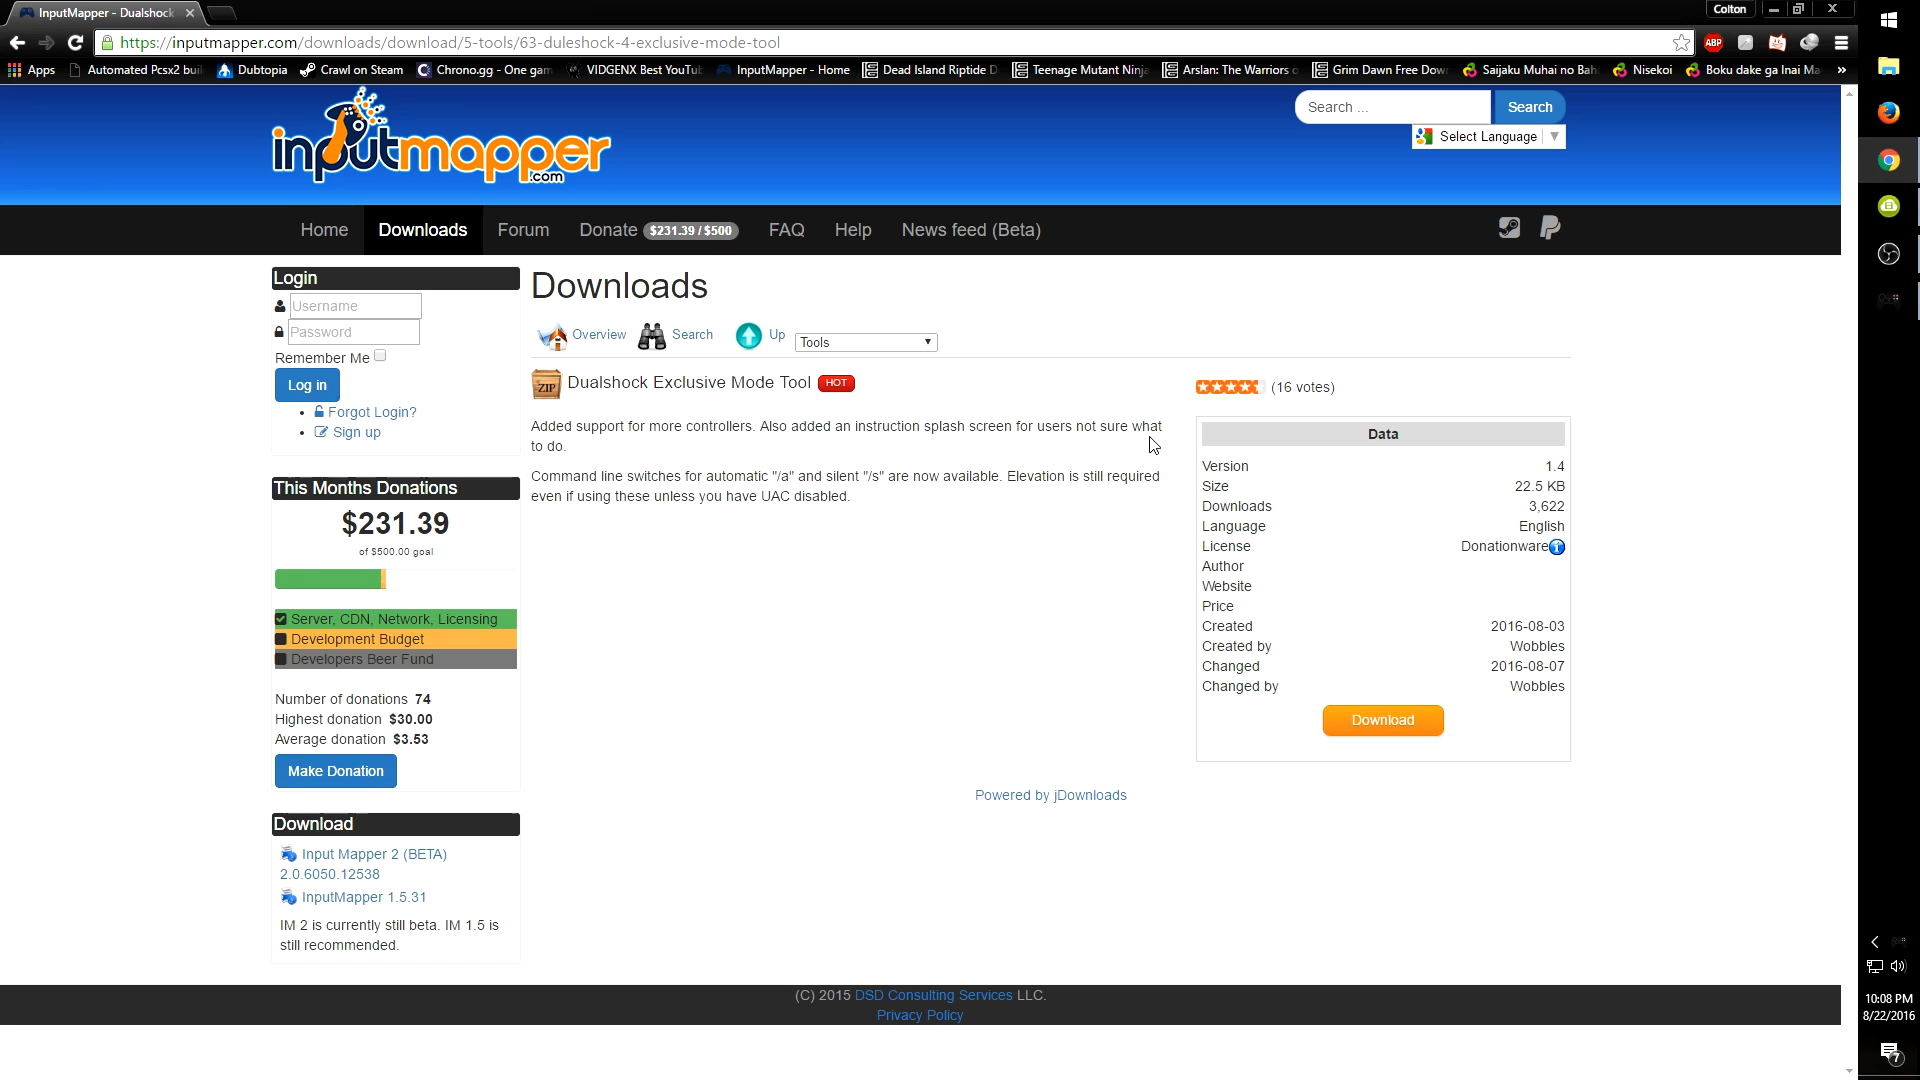 InputMapper - Dualshock
Colton
https://inputmapper.com/downloads/download/5-tools/63-duleshock-4-exclusive-mode-tool
ABP
Apps
Automated Pcsx2 buil
Dubtopia
Crawl on Steam
Chrono.gg - One gam
VIDGENX Best YouTu
InputMapper - Home
Dead Island Riptide D
Teenage Mutant Ninja
Arslan: The Warriors o
Grim Dawn Free Down
Saijaku Muhai no Bah
Nisekoi
Boku dake ga Inai Ma
»
inputmapper
.com
Search ...
Search
Select Language
Home
Downloads
Forum
Donate $231.39 / $500
FAQ
Help
News feed (Beta)
Login
Username
Password
Remember Me
Log in
Forgot Login?
Sign up
This Months Donations
$231.39
of $500.00 goal
Server, CDN, Network, Licensing
Development Budget
Developers Beer Fund
Number of donations 74
Highest donation $30.00
Average donation $3.53
Make Donation
Download
Input Mapper 2 (BETA)
2.0.6050.12538
InputMapper 1.5.31
IM 2 is currently still beta. IM 1.5 is
still recommended.
Downloads
Overview
Search
Up
Tools
ZIP
Dualshock Exclusive Mode Tool HOT
Added support for more controllers. Also added an instruction splash screen for users not sure what
to do.
Command line switches for automatic "/a" and silent "/s" are now available. Elevation is still required
even if using these unless you have UAC disabled.
(16 votes)
Data
Version 1.4
Size 22.5 KB
Downloads 3,622
Language English
License Donationware
Author
Website
Price
Created 2016-08-03
Created by Wobbles
Changed 2016-08-07
Changed by Wobbles
Download
Powered by jDownloads
(C) 2015 DSD Consulting Services LLC.
Privacy Policy
10:08 PM
8/22/2016
7